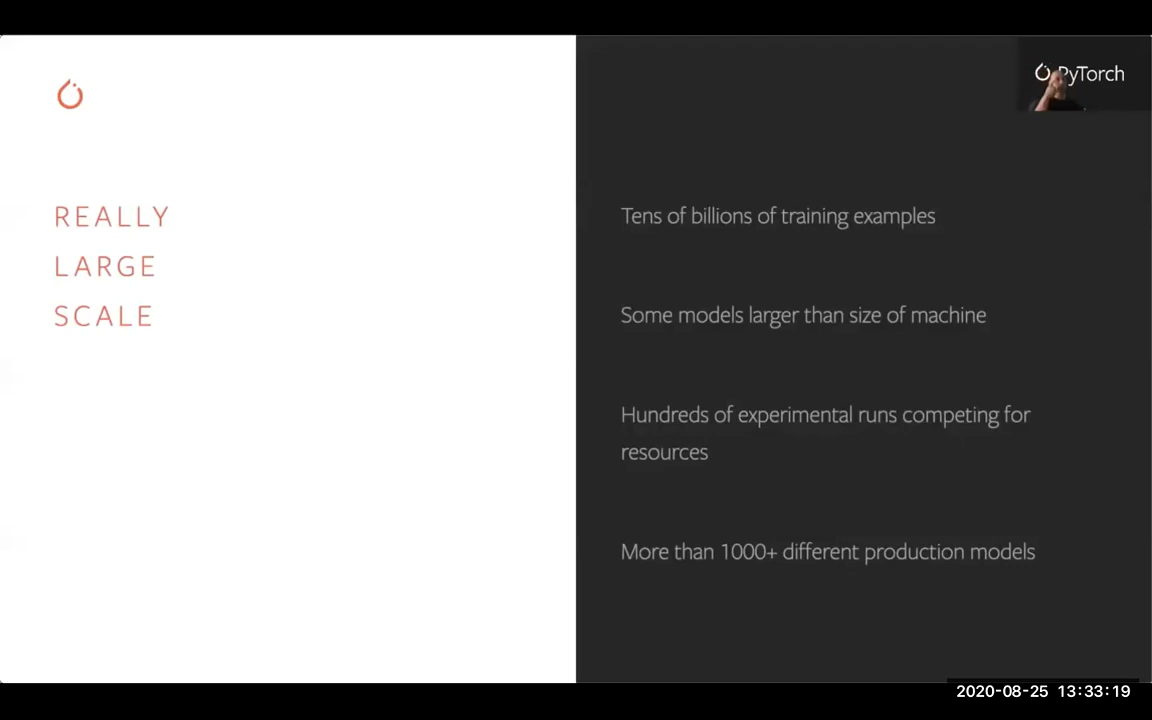 PyTorch
REALLY
LARGE
SCALE
Tens of billions of training examples
Some models larger than size of machine
Hundreds of experimental runs competing for
resources
More than 1000+ different production models
2020-08-25 13:33:19